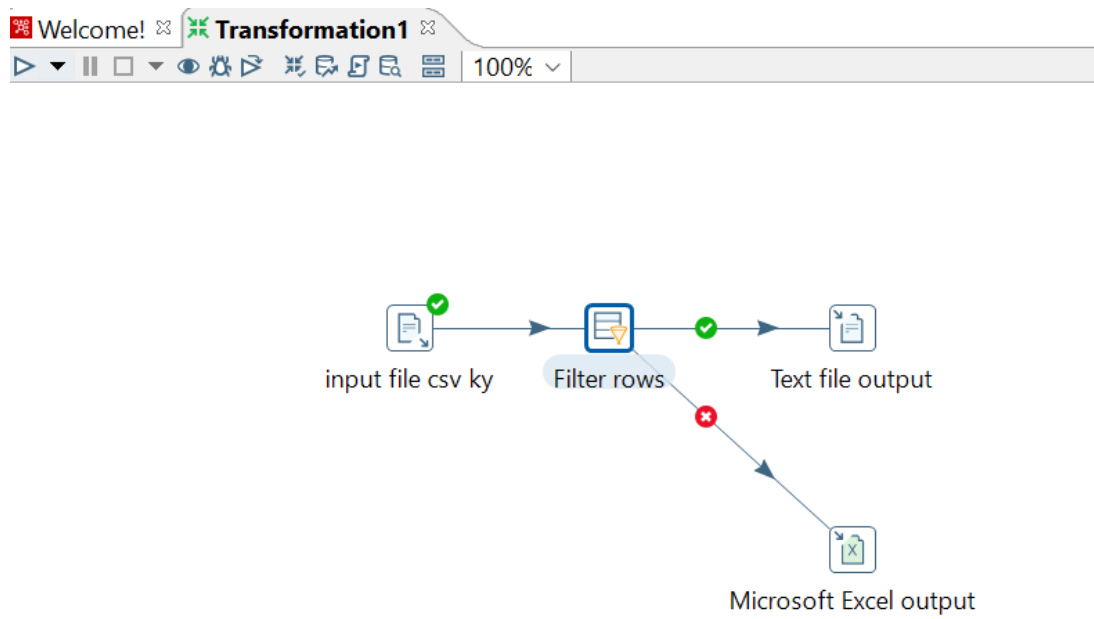 Welcome! Transformation1
100%
input file csv ky Filter rows Text file output
Microsoft Excel output